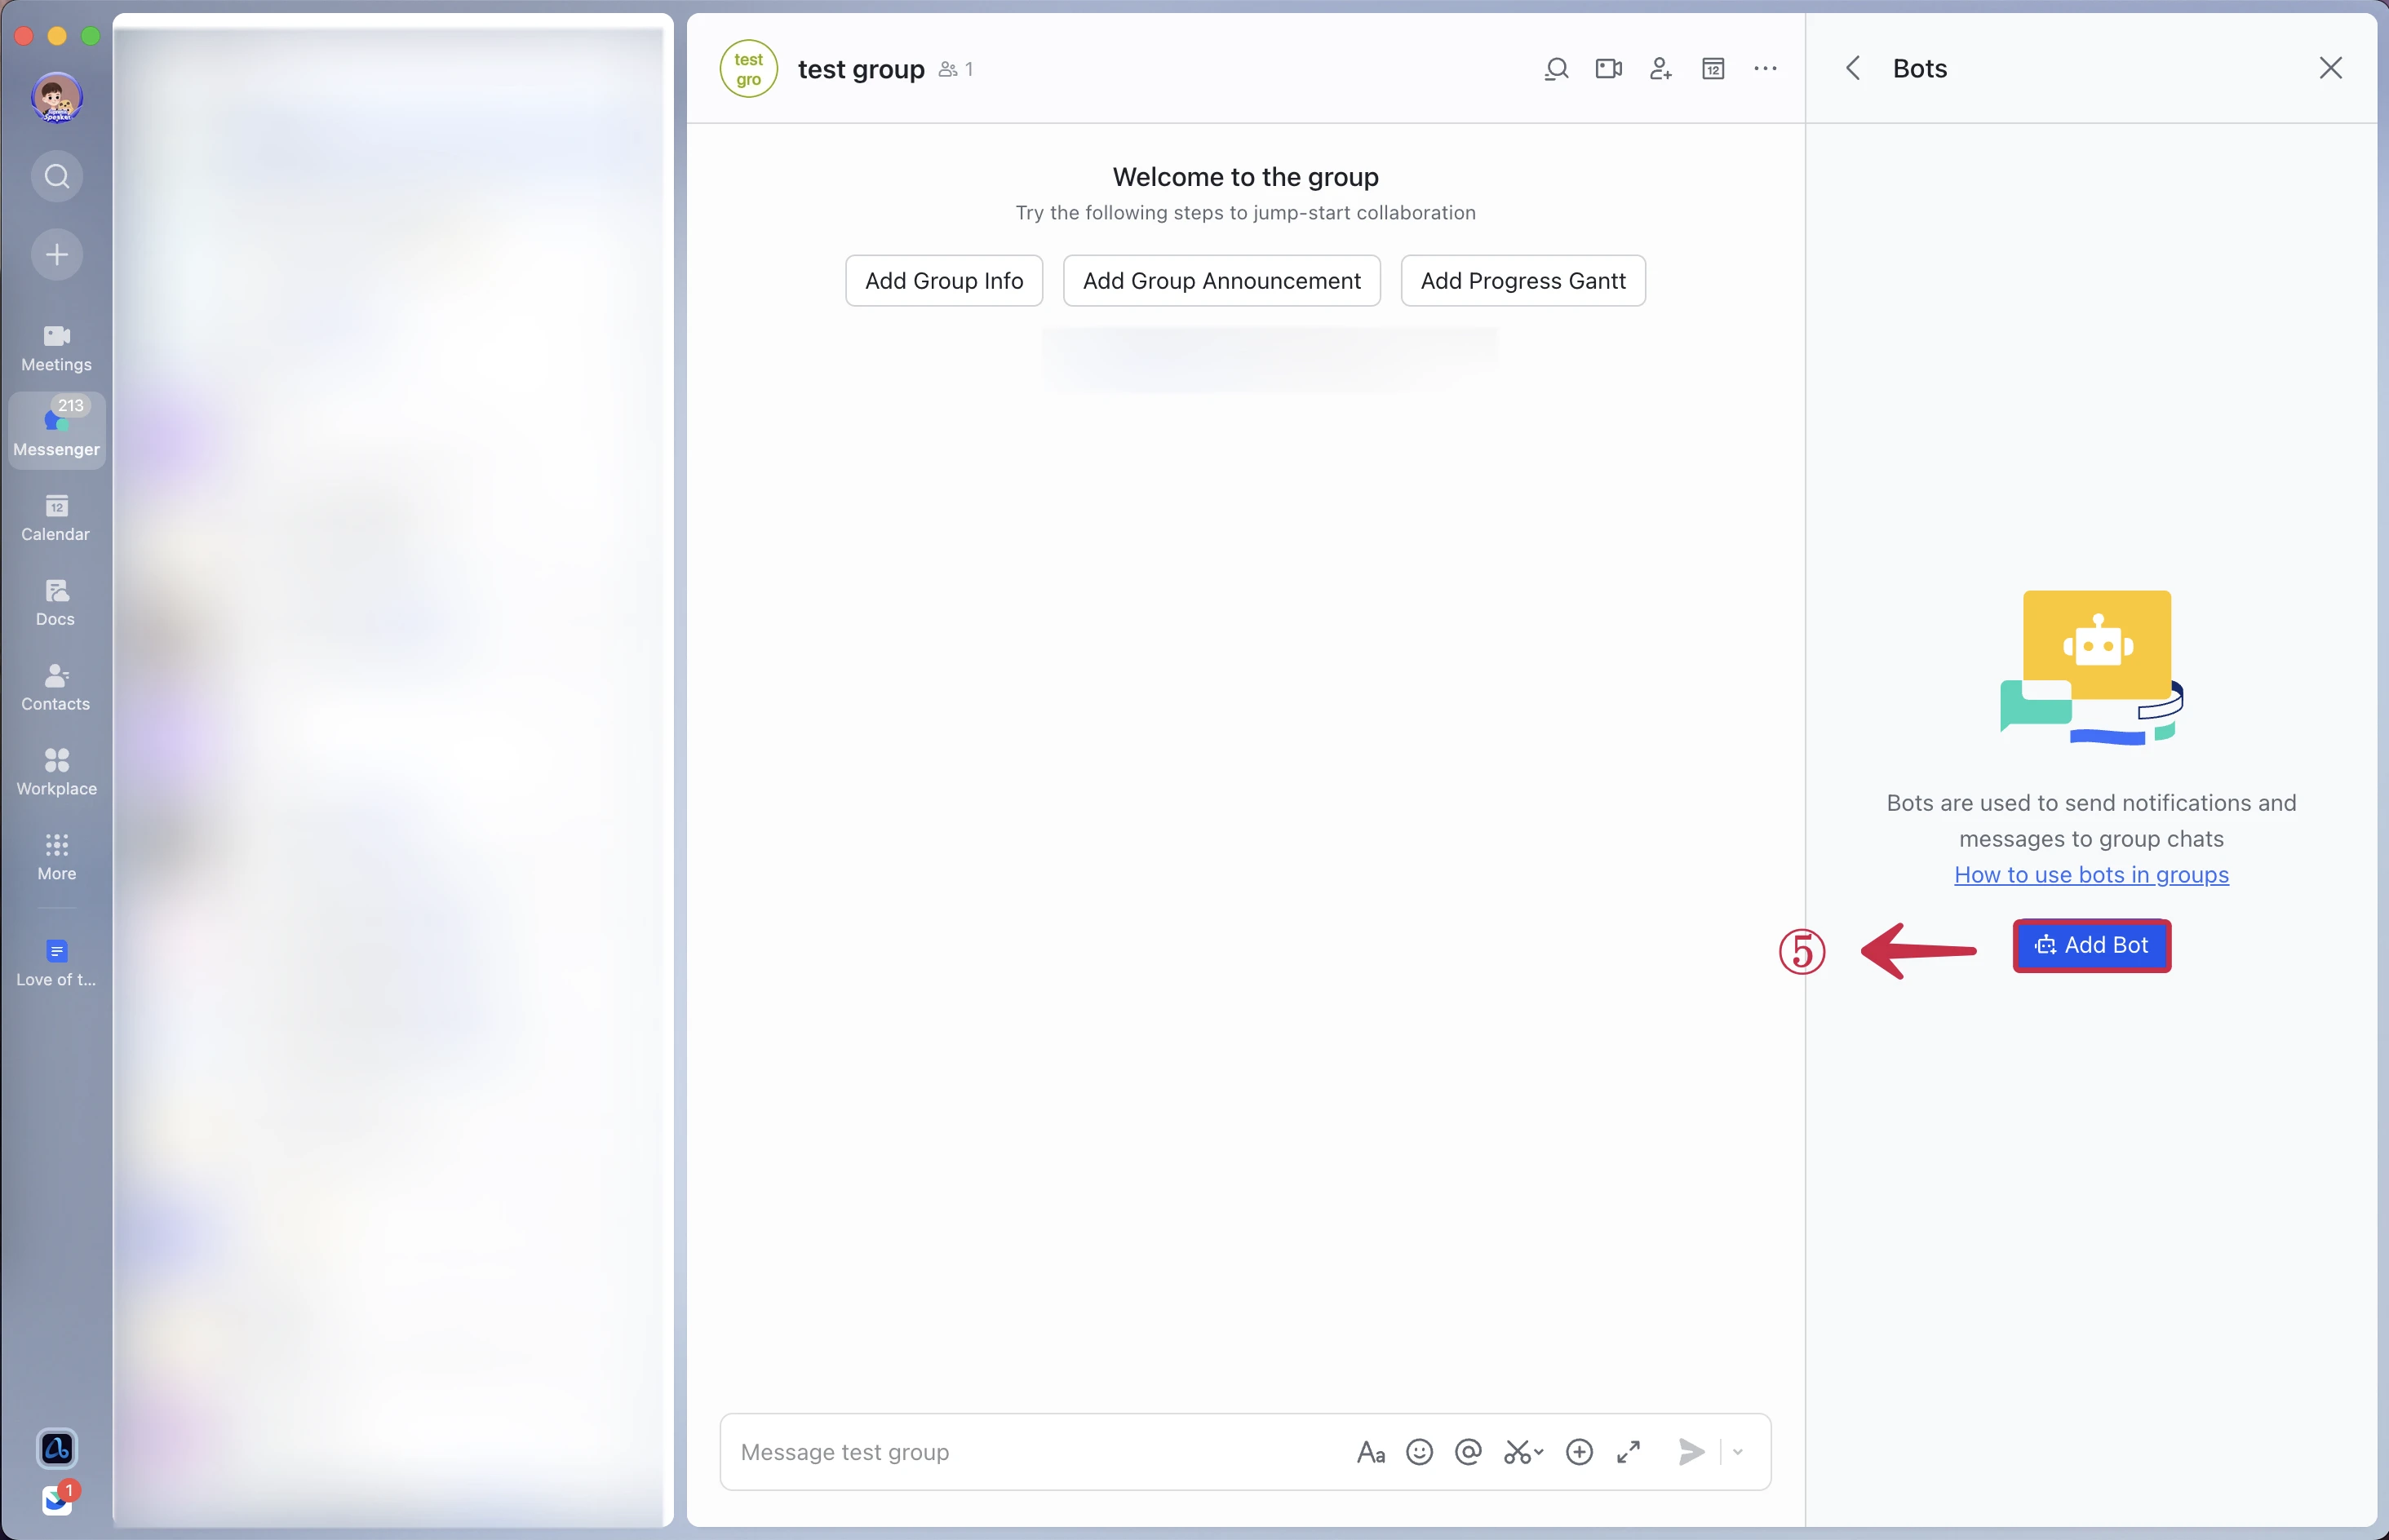 Speaker
Meetings
213
Messenger
12
Calendar
Docs
Contacts
Workplace
More
Love of t...
1
test
gro
test group 1
12
Welcome to the group
Try the following steps to jump-start collaboration
Add Group Info
Add Group Announcement
Add Progress Gantt
Message test group
Aa
Bots
Bots are used to send notifications and
messages to group chats
How to use bots in groups
⑤
Add Bot